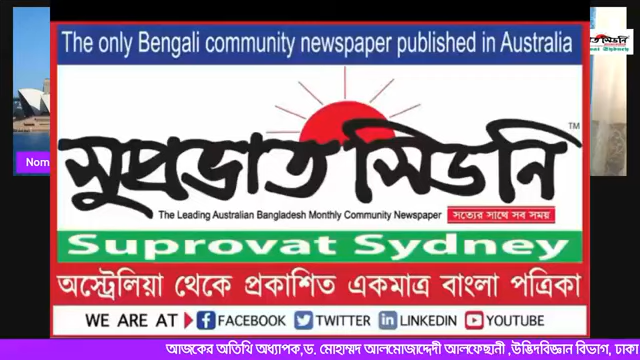 The only Bengali community newspaper published in Australia
সুপ্রভাত সিডনি TM
The Leading Australian Bangladesh Monthly Community Newspaper
সত্যের সাথে সব সময়
Suprovat Sydney
অস্ট্রেলিয়া থেকে প্রকাশিত একমাত্র বাংলা পত্রিকা
WE ARE AT FACEBOOK TWITTER LINKEDIN YOUTUBE
Nom
আজকের অতিথি অধ্যাপক,ড. মোহাম্মদ আলমোজাদ্দেদী আলফেছানী উদ্ভিদবিজ্ঞান বিভাগ, ঢাকা